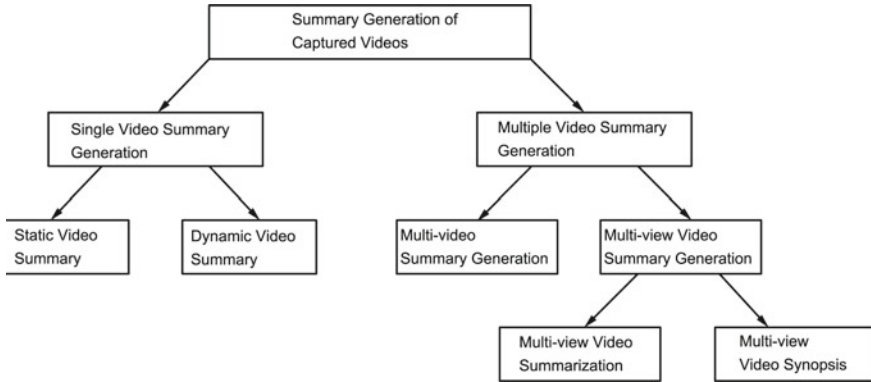 Summary Generation of
Captured Videos
Single Video Summary
Generation
Multiple Video Summary
Generation
Static Video
Summary
Dynamic Video
Summary
Multi-video
Summary Generation
Multi-view Video
Summary Generation
Multi-view Video
Summarization
Multi-view
Video Synopsis